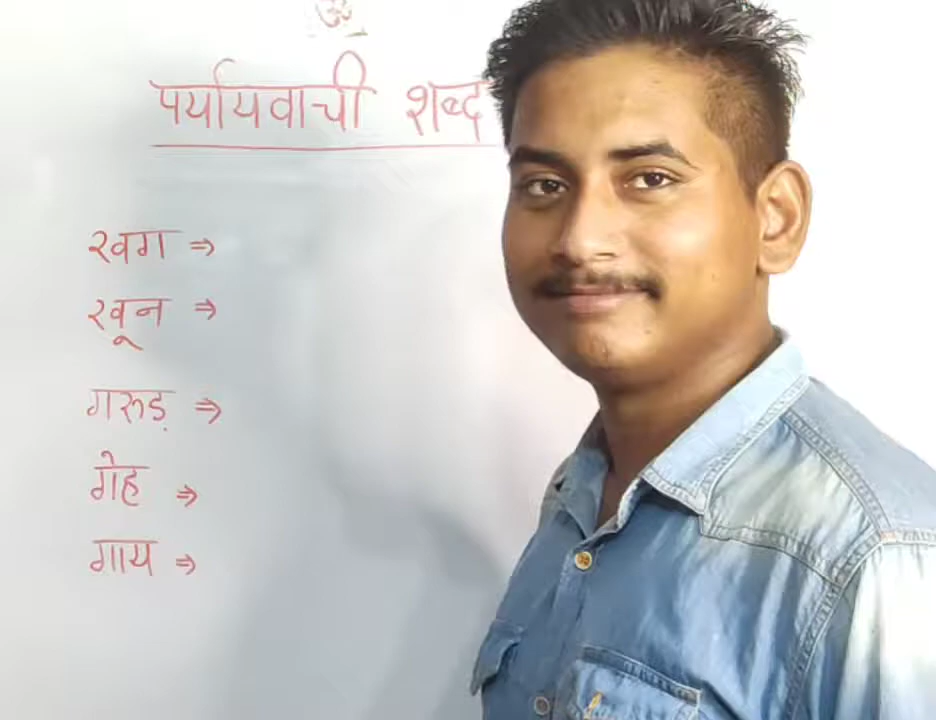 ॐ
पर्यायवाची शब्द
खग ⇒
खून ⇒
गरुड़ ⇒
गेह ⇒
गाय ⇒